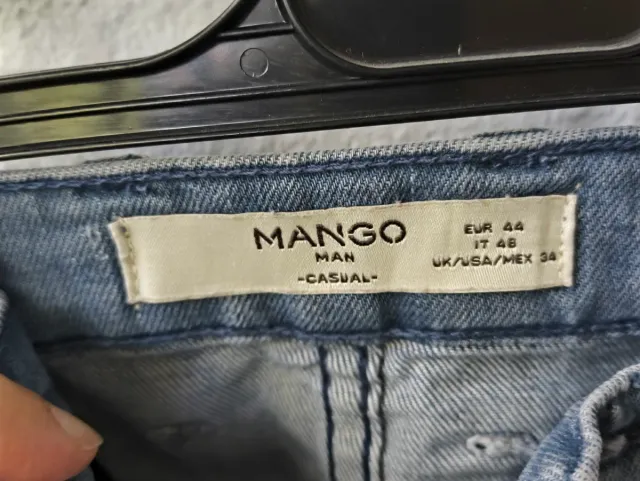 MANGO
MAN
-CASUAL-
EUR 44
IT 48
UK/USA/MEX 34